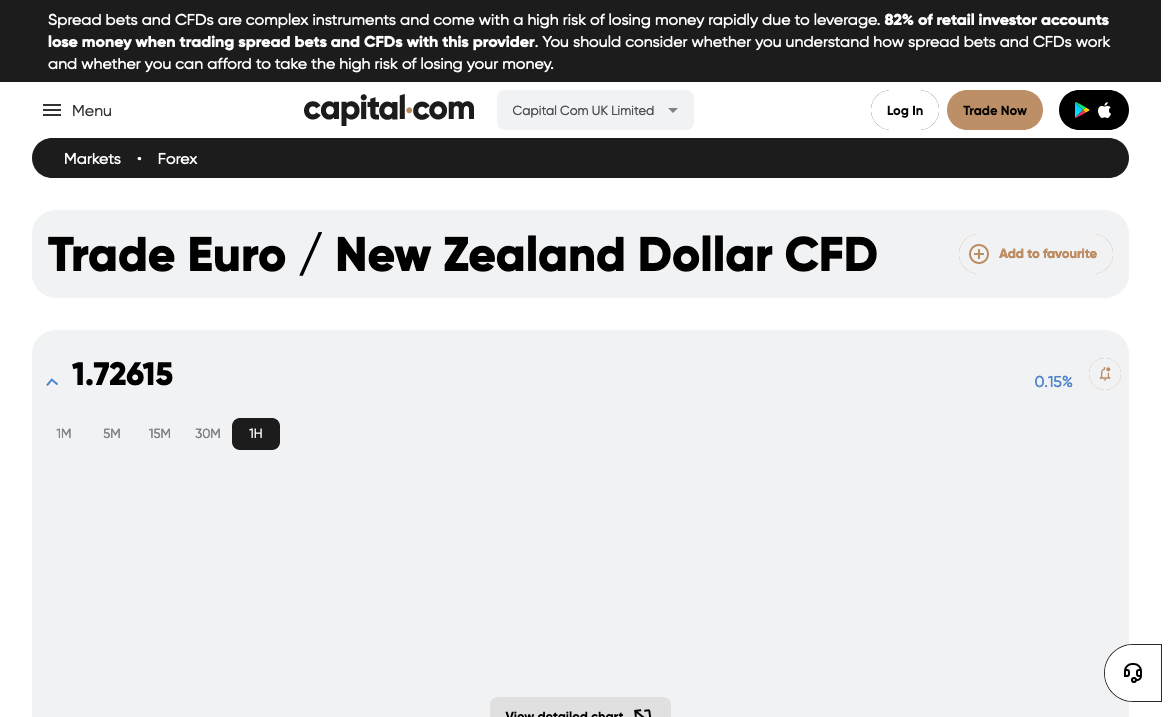 Spread bets and CFDs are complex instruments and come with a high risk of losing money rapidly due to leverage. 82% of retail investor accounts
lose money when trading spread bets and CFDs with this provider. You should consider whether you understand how spread bets and CFDs work
and whether you can afford to take the high risk of losing your money.
Menu
capital.com
Capital Com UK Limited
Log In
Trade Now
Markets • Forex
Trade Euro / New Zealand Dollar CFD
Add to favourite
1.72615
0.15%
1M 5M 15M 30M 1H
View detailed chart